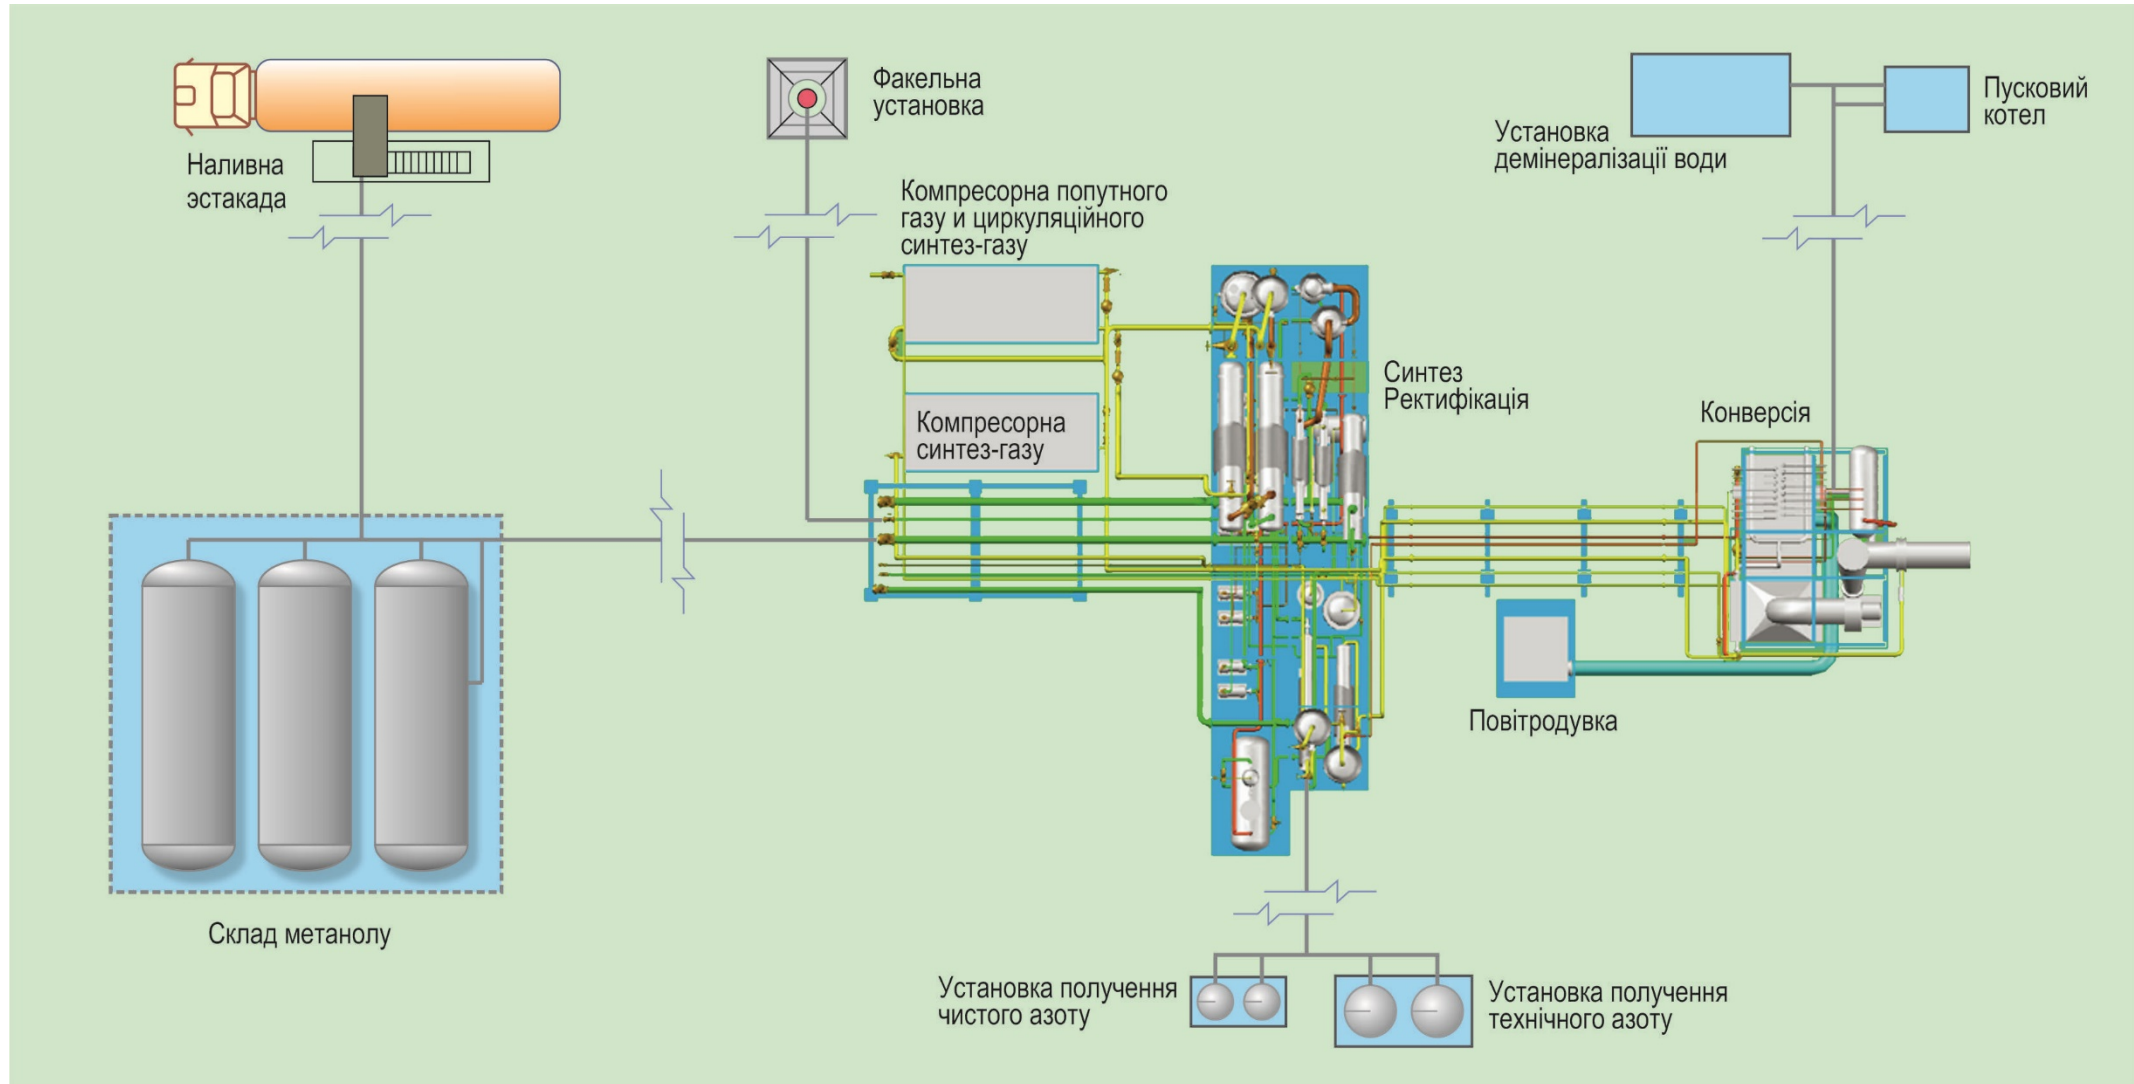 Наливна
эстакада
Факельна
установка
Компресорна попутного
газу и циркуляційного
синтез-газу
Компресорна
синтез-газу
Установка
демінералізації води
Пусковий
котел
Синтез
Ректифікація
Конверсія
Повітродувка
Склад метанолу
Установка получення
чистого азоту
Установка получення
технічного азоту